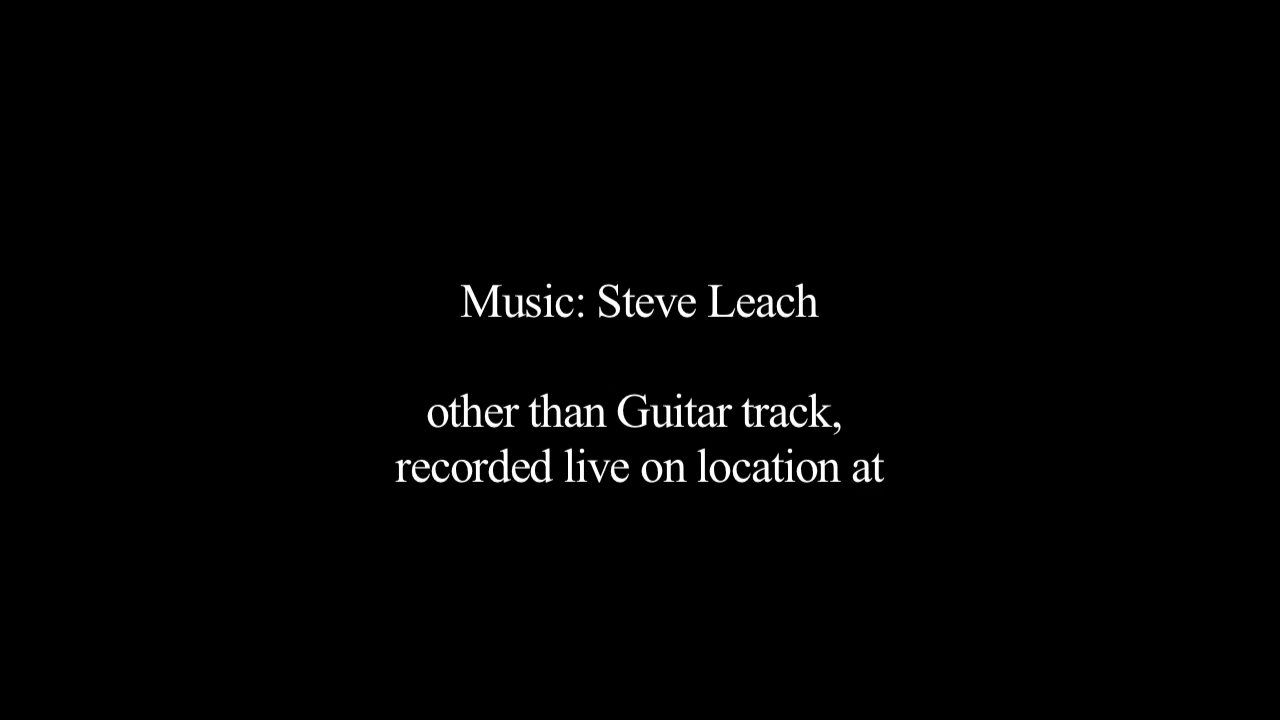 Music: Steve Leach
other than Guitar track,
recorded live on location at